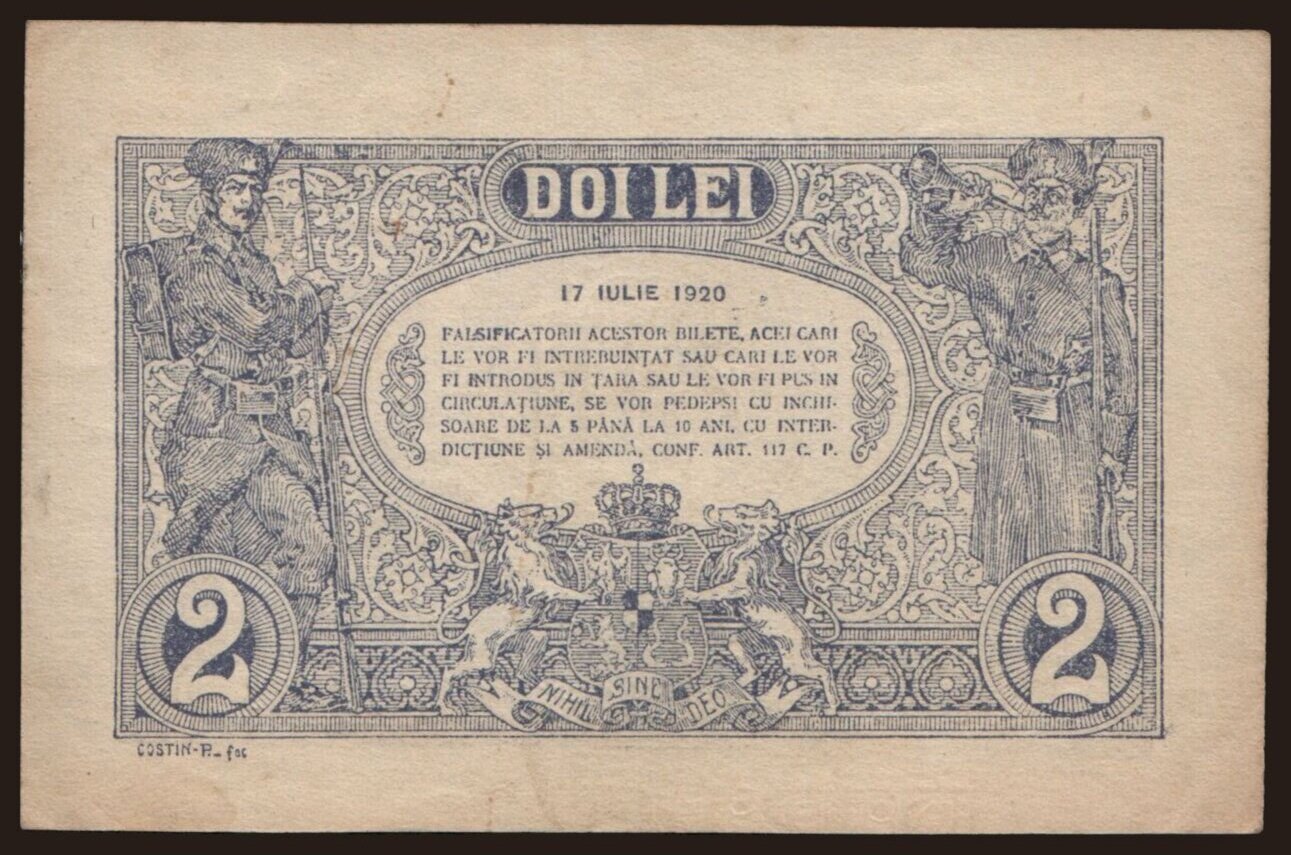 DOI LEI
17 IULIE 1920
FALSIFICATORII ACESTOR BILETE, ACEI CARI
LE VOR FI INTREBUINȚAT SAU CARI LE VOR
FI INTRODUS IN ȚARA SAU LE VOR FI PUS IN
CIRCULAȚIUNE, SE VOR PEDEPSI CU INCHI-
SOARE DE LA 5 PÂNĂ LA 10 ANI, CU INTER-
DICȚIUNE ȘI AMENDĂ, CONF. ART. 117 C. P.
2
2
NIHIL SINE DEO
COSTIN-P. fec